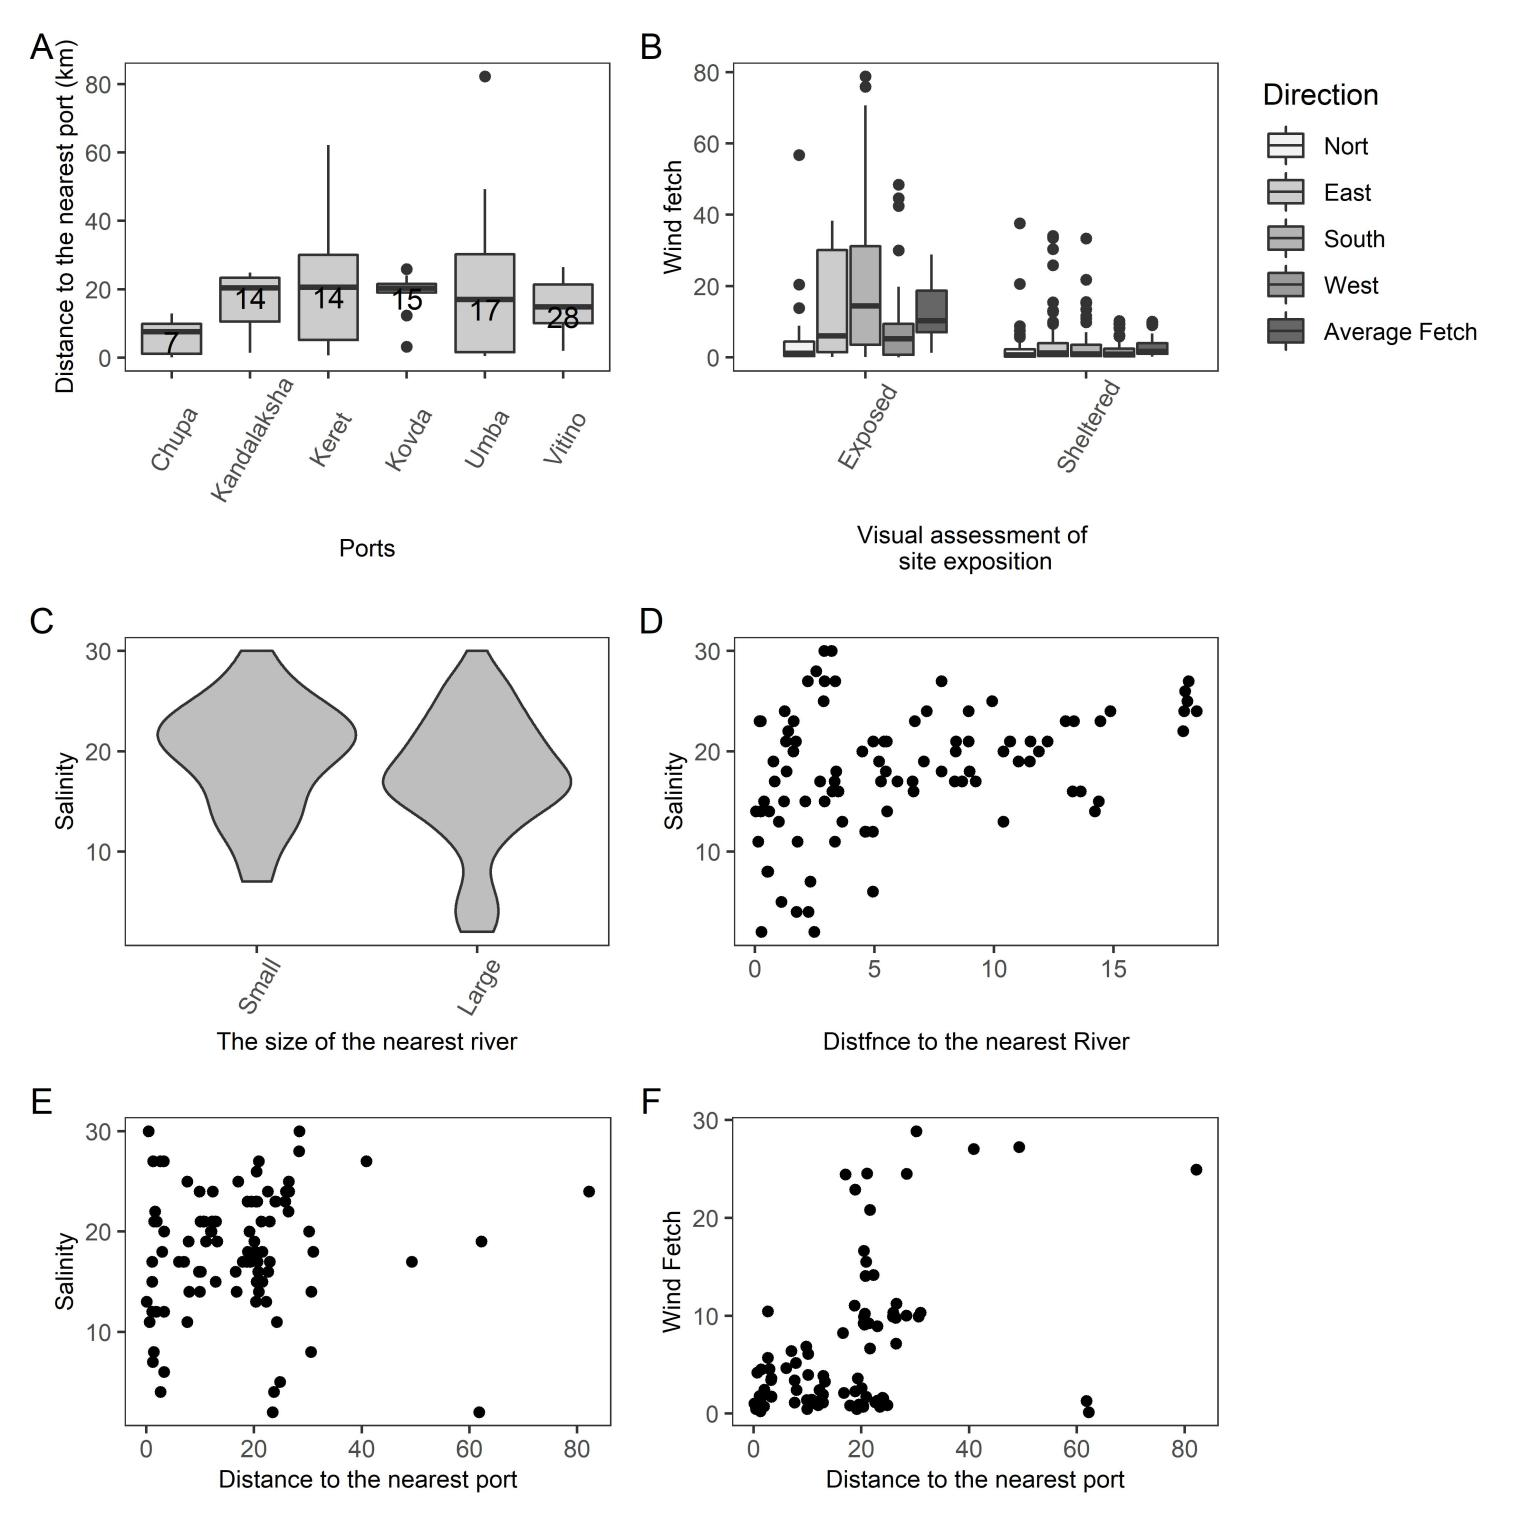 A
Distance to the nearest port (km)
80
60
40
20
0
7
14
14
15
17
28
Chupa
Kandalaksha
Keret
Kovda
Umba
Vitino
Ports
B
Wind fetch
80
60
40
20
0
Exposed
Sheltered
Visual assessment of
site exposition
Direction
Nort
East
South
West
Average Fetch
C
Salinity
30
20
10
Small
Large
The size of the nearest river
D
Salinity
30
20
10
0
5
10
15
Distfnce to the nearest River
E
Salinity
30
20
10
0
20
40
60
80
Distance to the nearest port
F
Wind Fetch
30
20
10
0
0
20
40
60
80
Distance to the nearest port